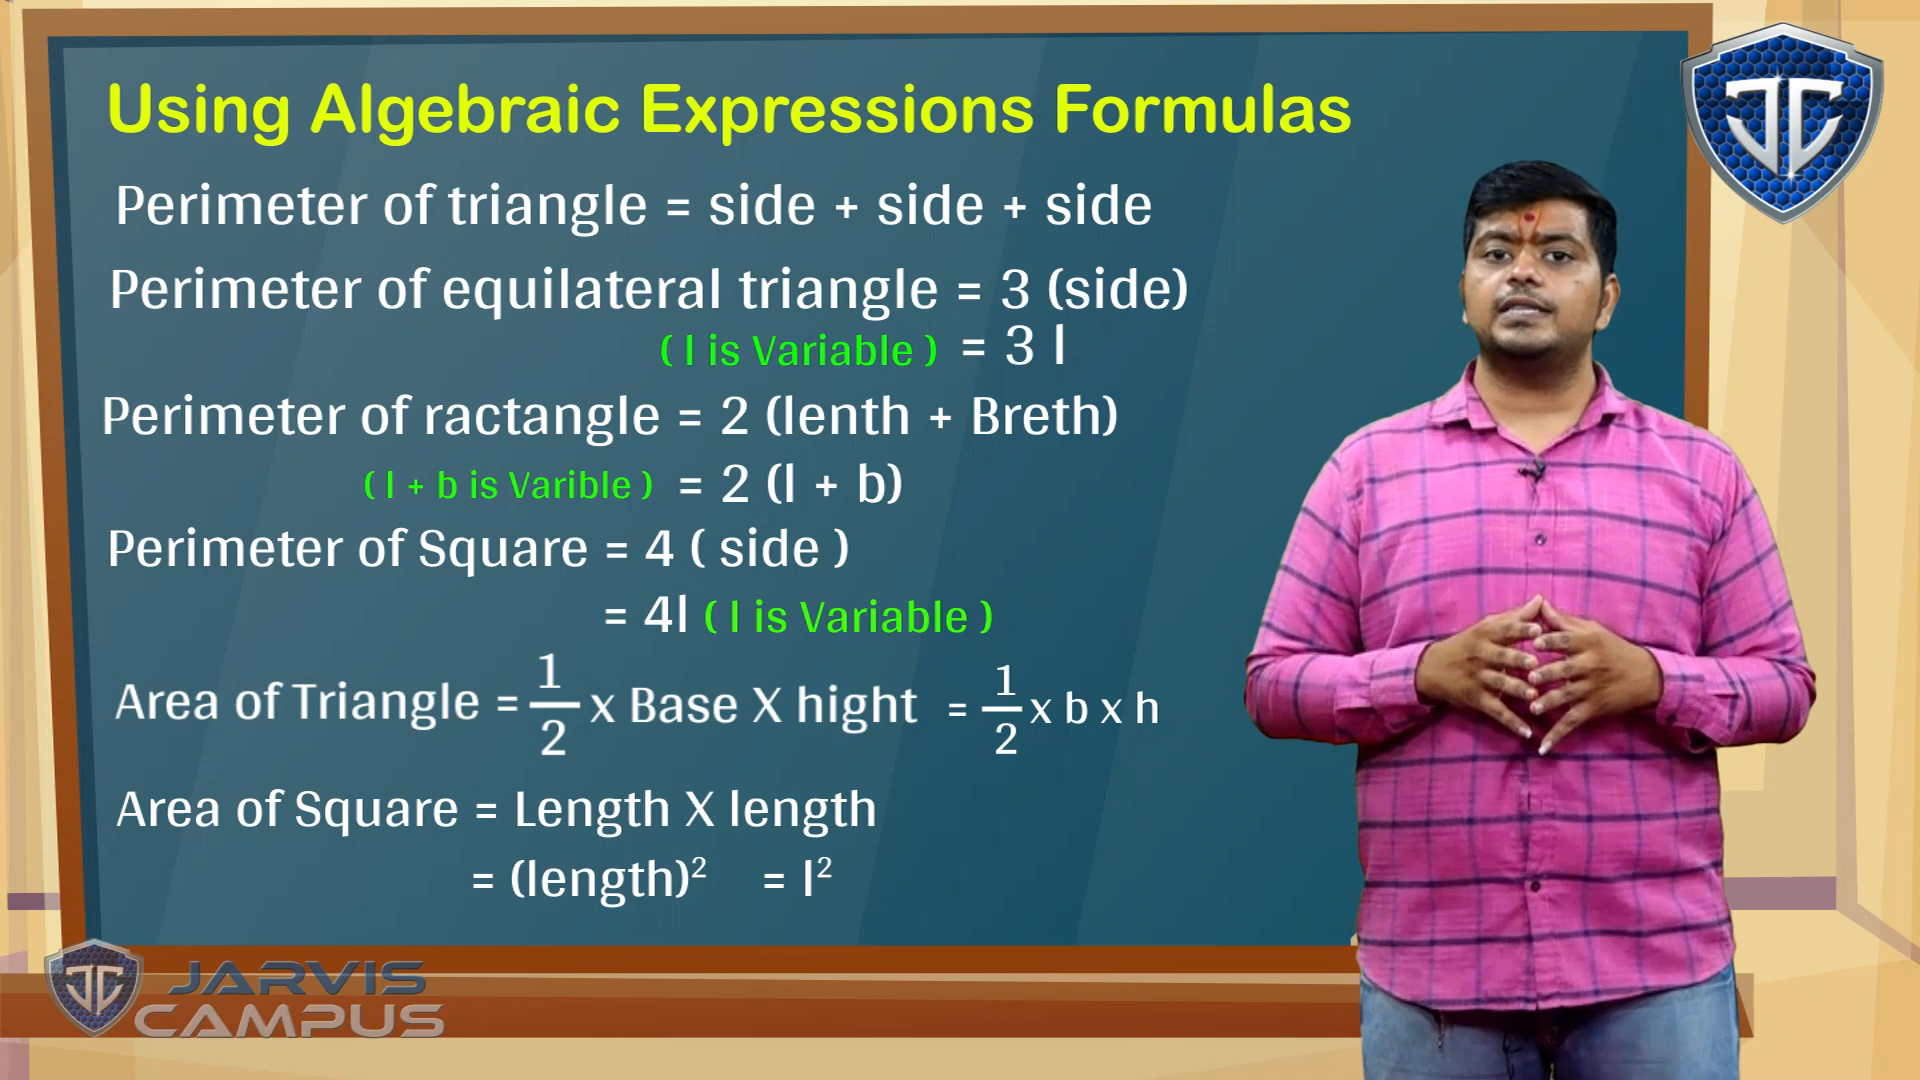 Using Algebraic Expressions Formulas
Perimeter of triangle = side + side + side
Perimeter of equilateral triangle = 3 (side)
( l is Variable ) = 3 l
Perimeter of ractangle = 2 (lenth + Breth)
( l + b is Varible ) = 2 (l + b)
Perimeter of Square = 4 ( side )
= 4l ( l is Variable )
Area of Triangle = 1/2 x Base X hight = 1/2 x b x h
Area of Square = Length X length
= (length)² = l²
JC
JC JARVIS
CAMPUS